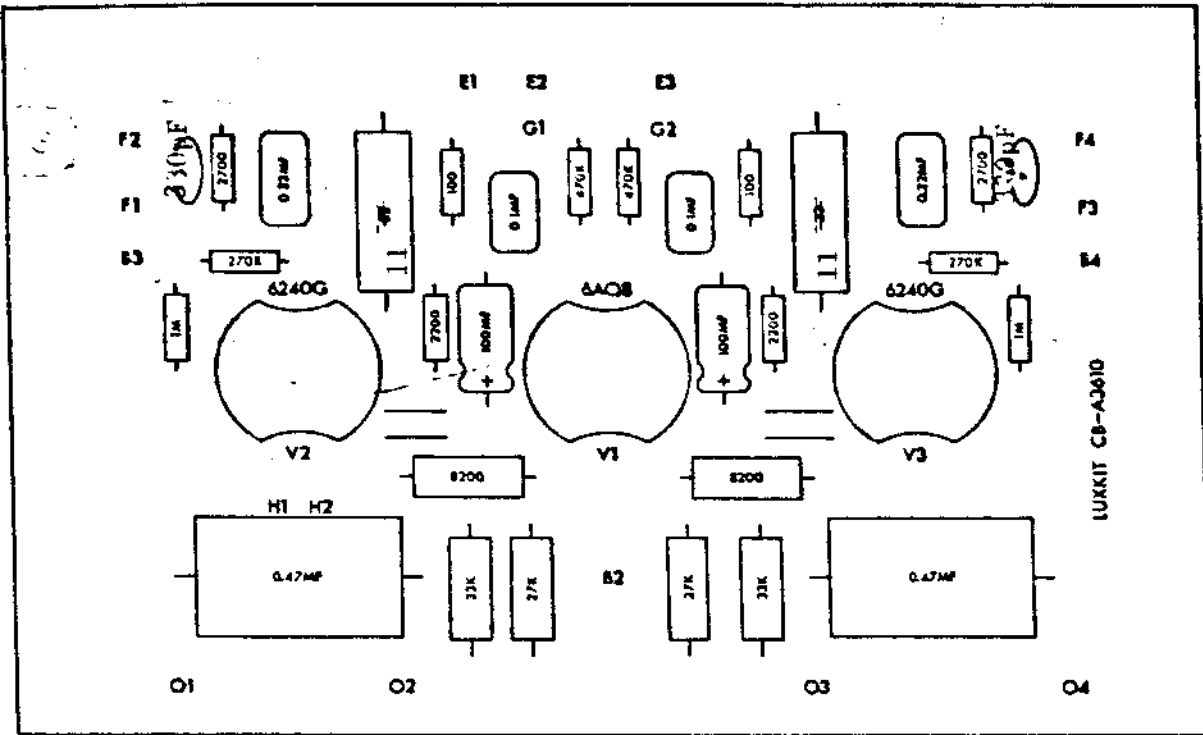 E1 E2 E3
G1 G2
F2 F4
2700 0.22MF 100 470K 470K 100 0.22MF 2700
0.1MF 0.1MF
F1 F3
11 11
B3 270K 270K B4
6240G 6AQ8 6240G
1M 2200 100MF + 100MF + 2200 1M
V2 V1 V3
LUXKIT CB-A3610
8200 8200
H1 H2
0.47MF 33K 27K B2 27K 33K 0.47MF
O1 O2 O3 O4